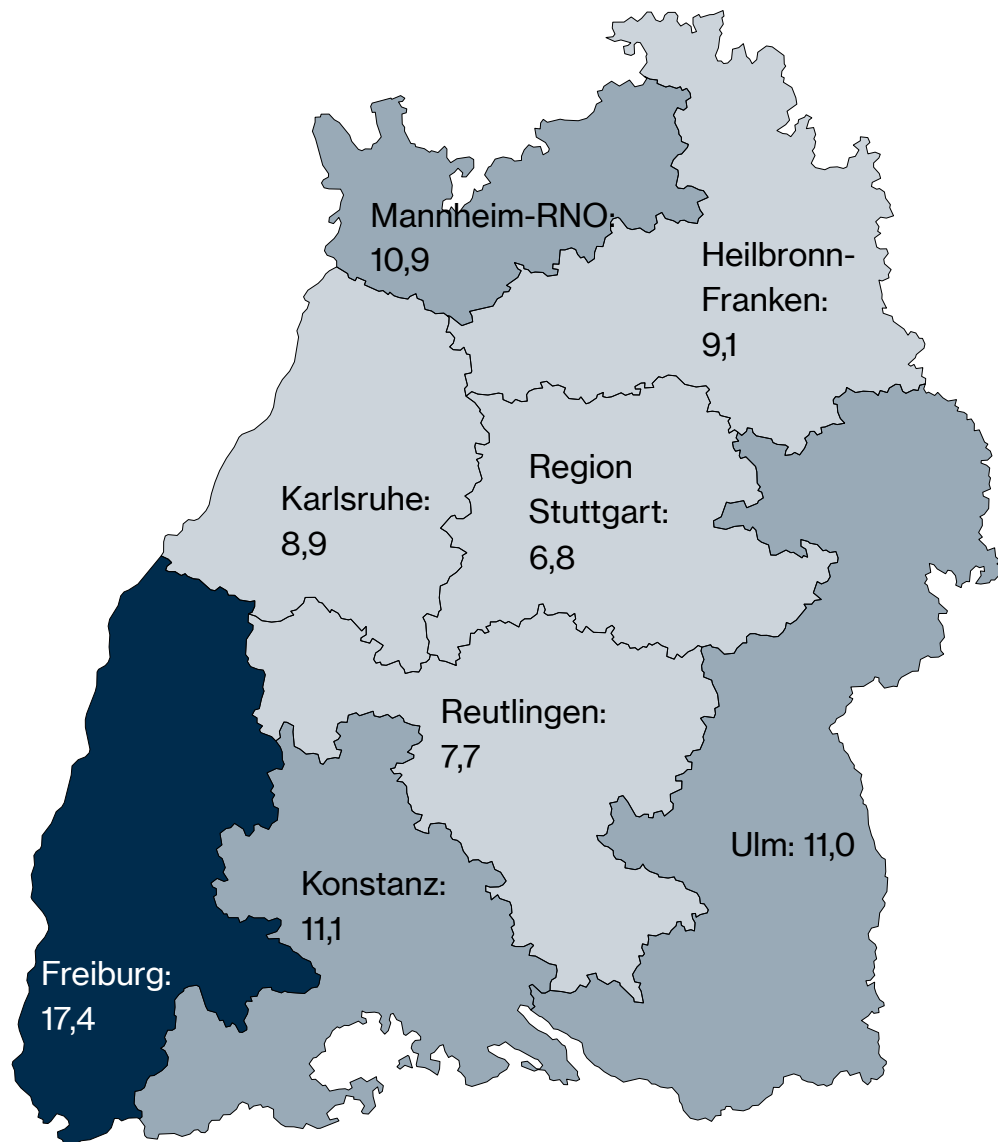 Mannheim-RNO:
10,9
Heilbronn-
Franken:
9,1
Karlsruhe:
8,9
Region
Stuttgart:
6,8
Reutlingen:
7,7
Ulm: 11,0
Konstanz:
11,1
Freiburg:
17,4